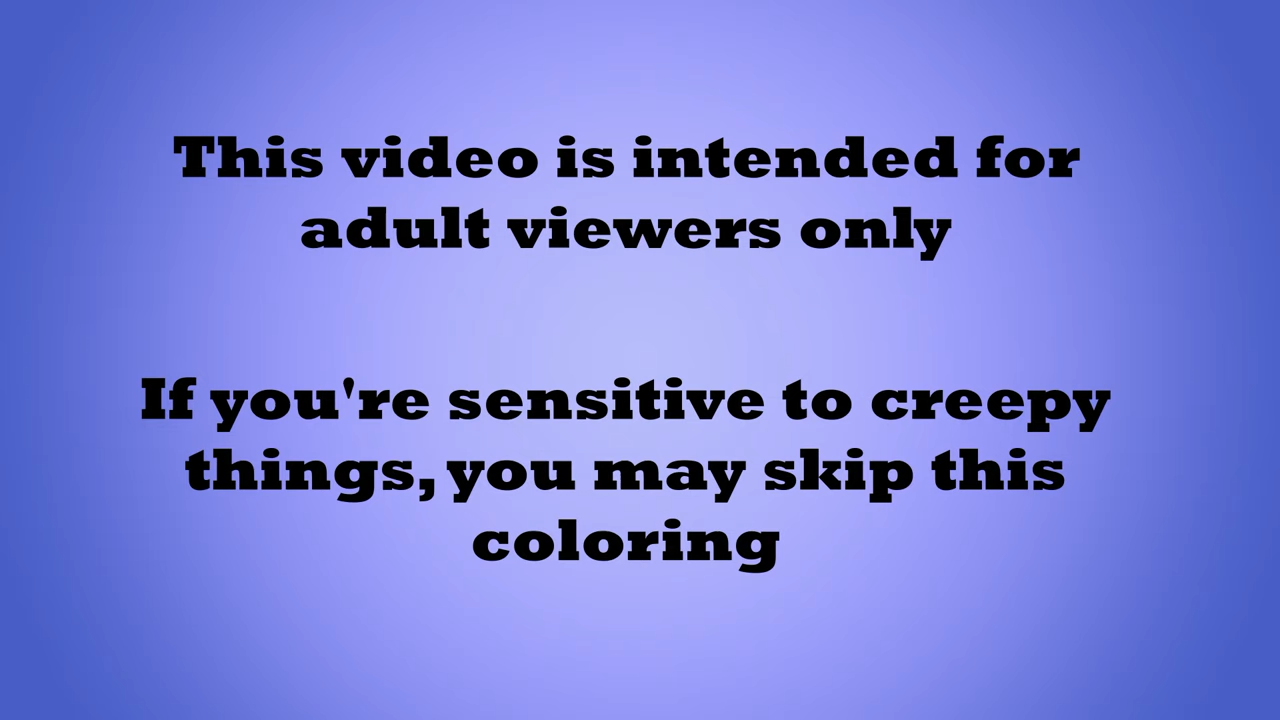 This video is intended for
adult viewers only
If you're sensitive to creepy
things, you may skip this
coloring